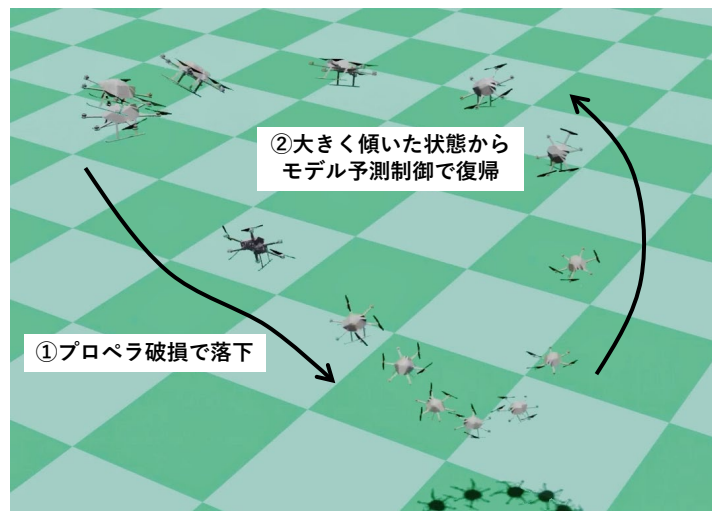 ②大きく傾いた状態から
モデル予測制御で復帰
①プロペラ破損で落下